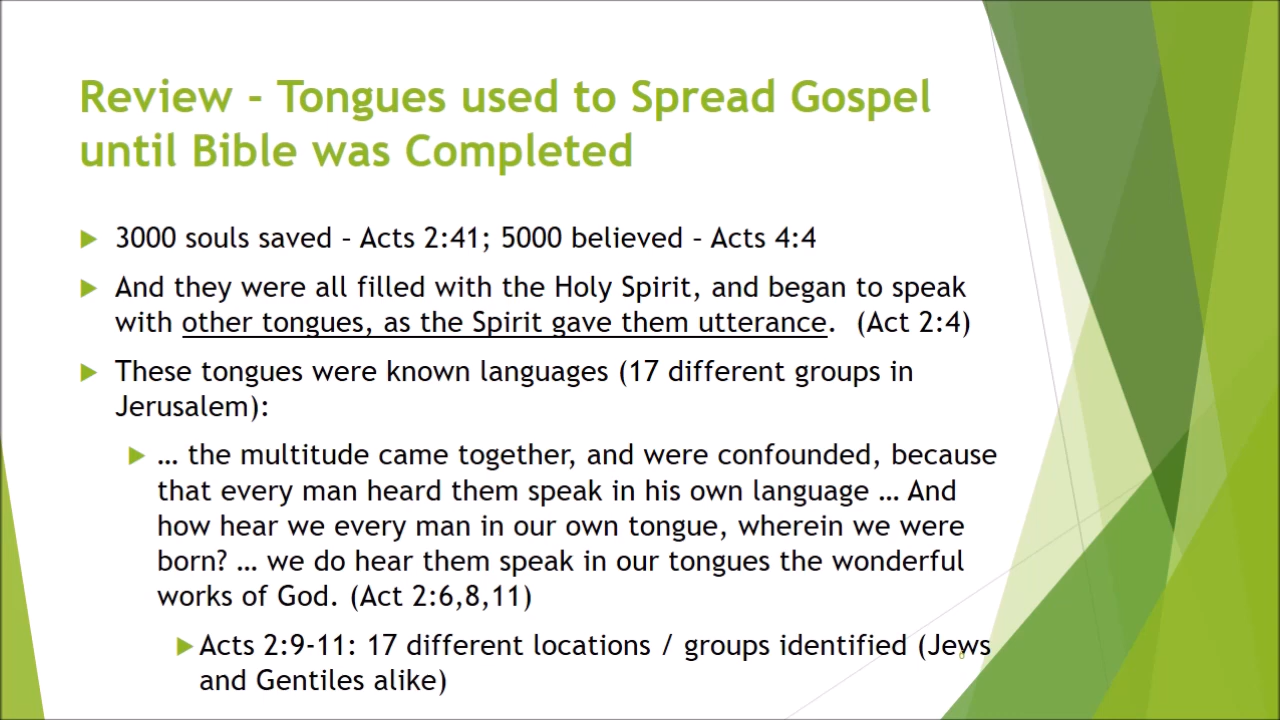 Review - Tongues used to Spread Gospel
until Bible was Completed
3000 souls saved – Acts 2:41; 5000 believed – Acts 4:4
And they were all filled with the Holy Spirit, and began to speak
with other tongues, as the Spirit gave them utterance.  (Act 2:4)
These tongues were known languages (17 different groups in
Jerusalem):
… the multitude came together, and were confounded, because
that every man heard them speak in his own language … And
how hear we every man in our own tongue, wherein we were
born? … we do hear them speak in our tongues the wonderful
works of God. (Act 2:6,8,11)
Acts 2:9-11: 17 different locations / groups identified (Jews
and Gentiles alike)